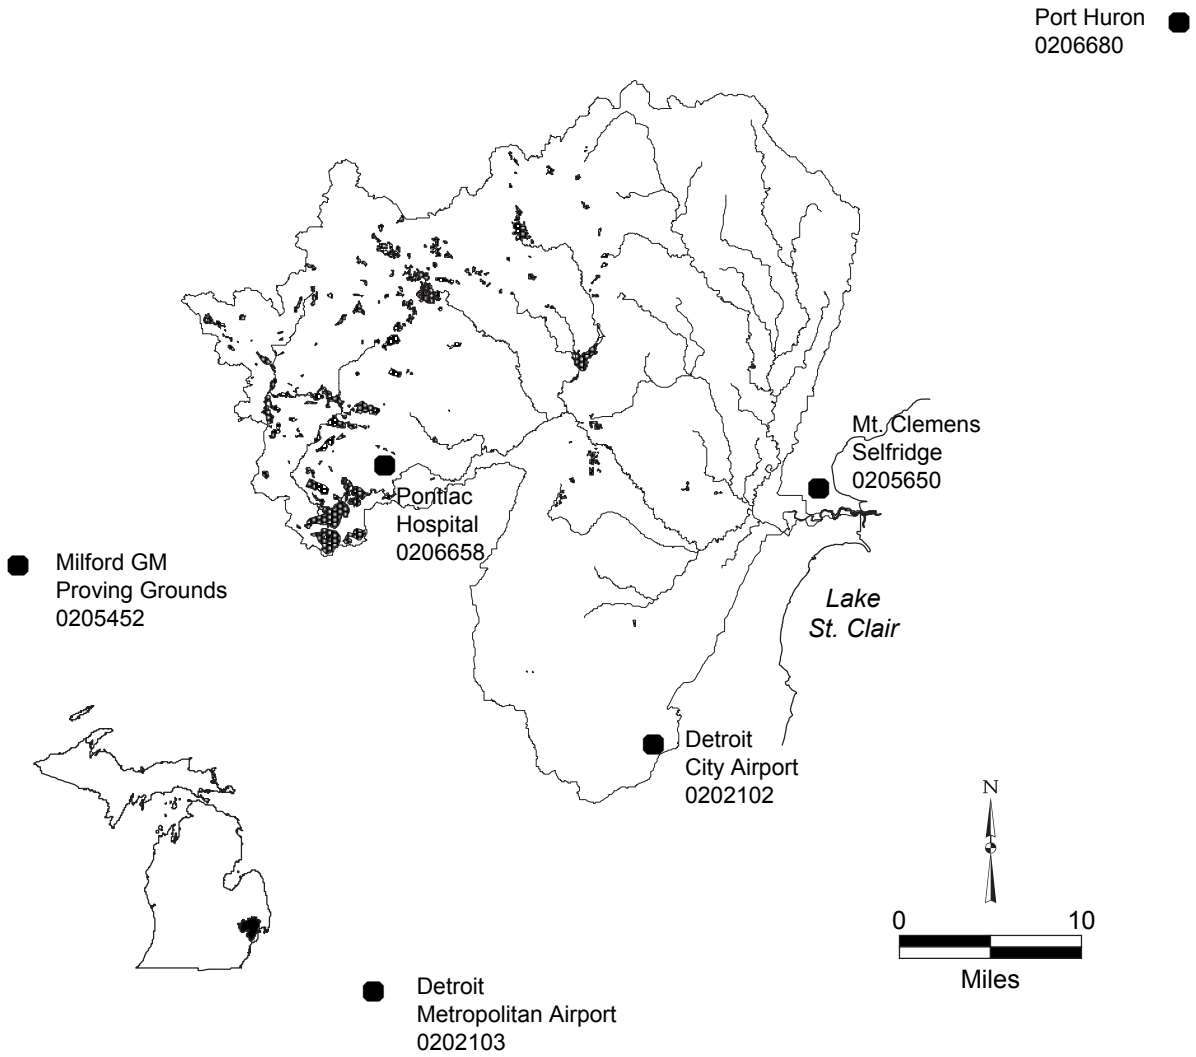 Port Huron
0206680
Mt. Clemens
Selfridge
0205650
Pontiac
Hospital
0206658
Milford GM
Proving Grounds
0205452
Lake
St. Clair
Detroit
City Airport
0202102
N
0 10
Miles
Detroit
Metropolitan Airport
0202103